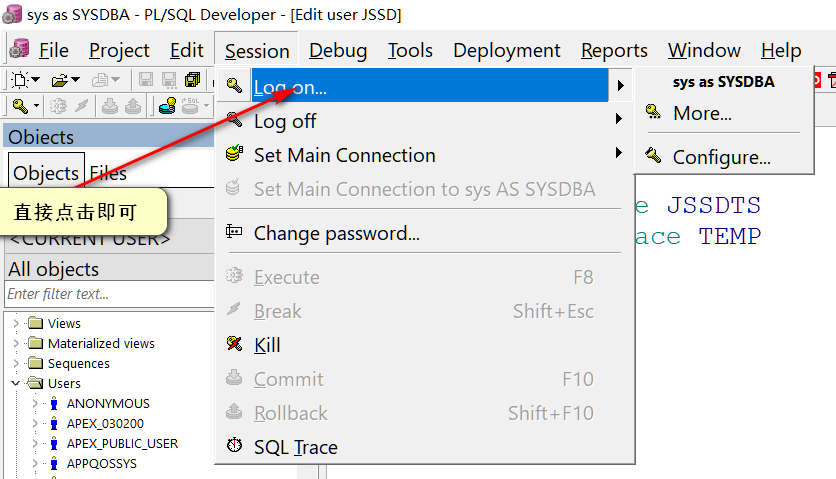 sys as SYSDBA - PL/SQL Developer - [Edit user JSSD]
File Project Edit Session Debug Tools Deployment Reports Window Help
Log on...
sys as SYSDBA
More...
Configure...
Log off
Set Main Connection
Set Main Connection to sys AS SYSDBA
Change password...
Execute F8
Break Shift+Esc
Kill
Commit F10
Rollback Shift+F10
SQL Trace
Objects
Objects Files
直接点击即可
<CURRENT USER>
All objects
Enter filter text...
Views
Materialized views
Sequences
Users
ANONYMOUS
APEX_030200
APEX_PUBLIC_USER
APPQOSSYS
e JSSDTS
ace TEMP